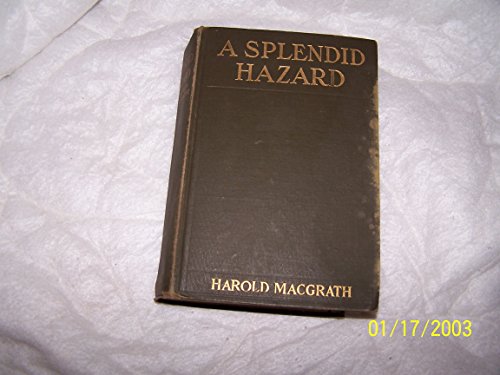 A SPLENDID
HAZARD
HAROLD MACGRATH
01/17/2003